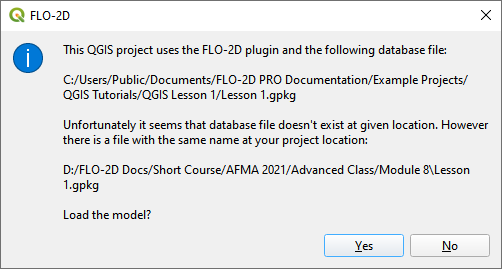 FLO-2D
This QGIS project uses the FLO-2D plugin and the following database file:
C:/Users/Public/Documents/FLO-2D PRO Documentation/Example Projects/
QGIS Tutorials/QGIS Lesson 1/Lesson 1.gpkg
Unfortunately it seems that database file doesn't exist at given location. However
there is a file with the same name at your project location:
D:/FLO-2D Docs/Short Course/AFMA 2021/Advanced Class/Module 8\Lesson
1.gpkg
Load the model?
Yes
No